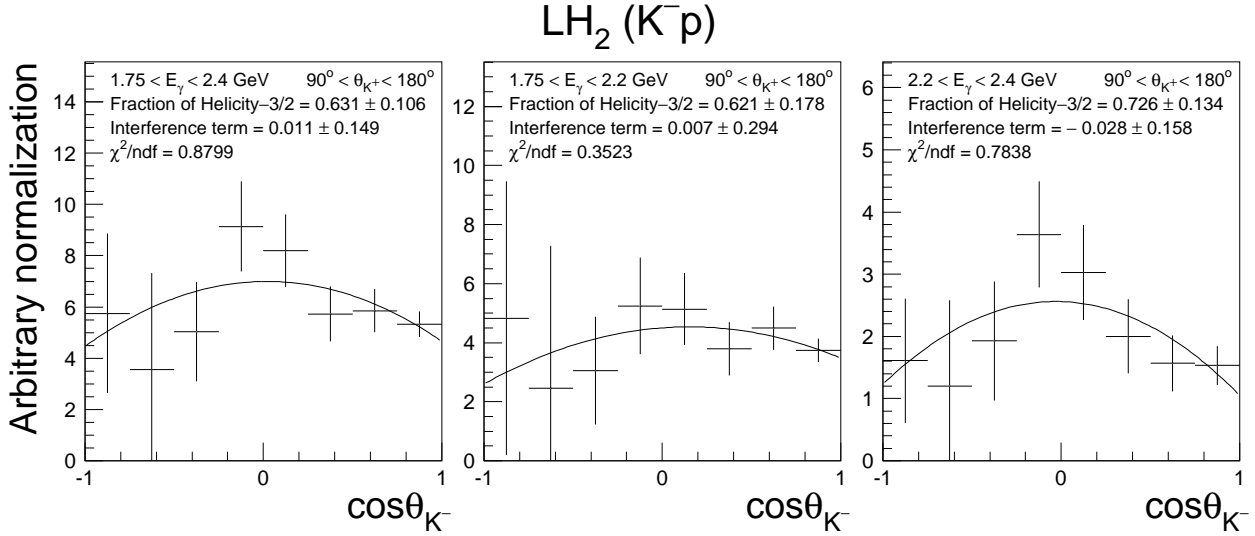 LH₂ (K⁻p)
Arbitrary normalization
1.75 < Eγ < 2.4 GeV 90° < θK⁺ < 180°
Fraction of Helicity−3/2 = 0.631 ± 0.106
Interference term = 0.011 ± 0.149
χ²/ndf = 0.8799
14
12
10
8
6
4
2
0
-1 0 1
cosθK⁻
1.75 < Eγ < 2.2 GeV 90° < θK⁺ < 180°
Fraction of Helicity−3/2 = 0.621 ± 0.178
Interference term = 0.007 ± 0.294
χ²/ndf = 0.3523
12
10
8
6
4
2
0
-1 0 1
cosθK⁻
2.2 < Eγ < 2.4 GeV 90° < θK⁺ < 180°
Fraction of Helicity−3/2 = 0.726 ± 0.134
Interference term = − 0.028 ± 0.158
χ²/ndf = 0.7838
6
5
4
3
2
1
0
-1 0 1
cosθK⁻